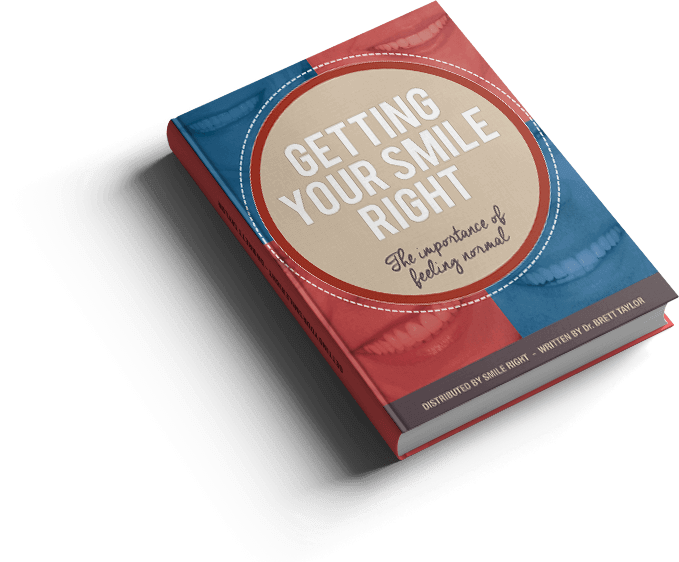 GETTING
YOUR SMILE
RIGHT
The importance of
feeling normal
DISTRIBUTED BY SMILE RIGHT - WRITTEN BY Dr. BRETT TAYLOR